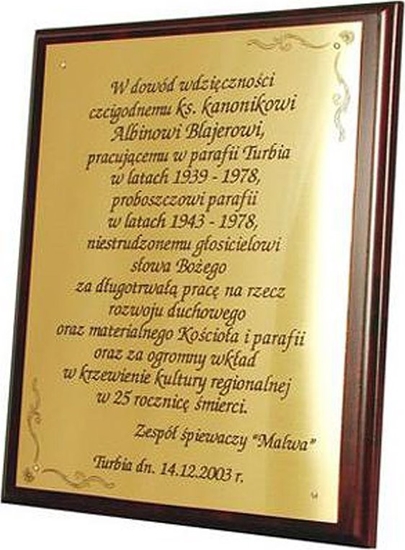 W dowód wdzięczności
czcigodnemu ks. kanonikowi
Albinowi Blajerowi,
pracującemu w parafii Turbia
w latach 1939 - 1978,
proboszczowi parafii
w latach 1943 - 1978,
niestrudzonemu głosicielowi
słowa Bożego
za długotrwałą pracę na rzecz
rozwoju duchowego
oraz materialnego Kościoła i parafii
oraz za ogromny wkład
w krzewienie kultury regionalnej
w 25 rocznicę śmierci.
Zespół śpiewaczy "Malwa"
Turbia dn. 14.12.2003 r.